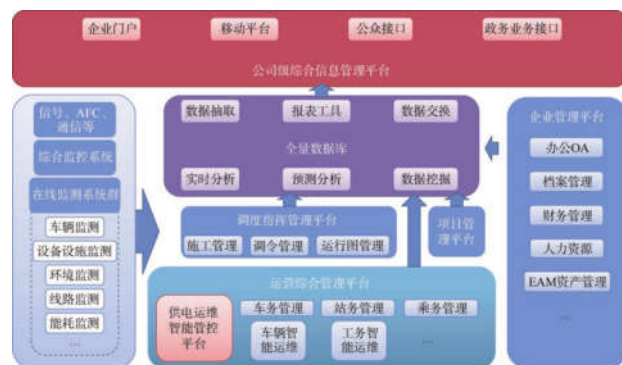 企业门户 移动平台 公众接口 政务业务接口
公司级综合信息管理平台
信号、AFC、
通信等
综合监控系统
在线监测系统群
车辆监测
设备设施监测
环境监测
线路监测
能耗监测
...
数据抽取 报表工具 数据交换
全量数据库
实时分析 预测分析 数据挖掘
调度指挥管理平台
施工管理 调令管理 运行图管理
项目管
理平台
运营综合管理平台
供电运维
智能管控
平台
车务管理 站务管理 乘务管理
车辆智
能运维
工务智
能运维
...
企业管理平台
办公OA
档案管理
财务管理
人力资源
EAM资产管理
...